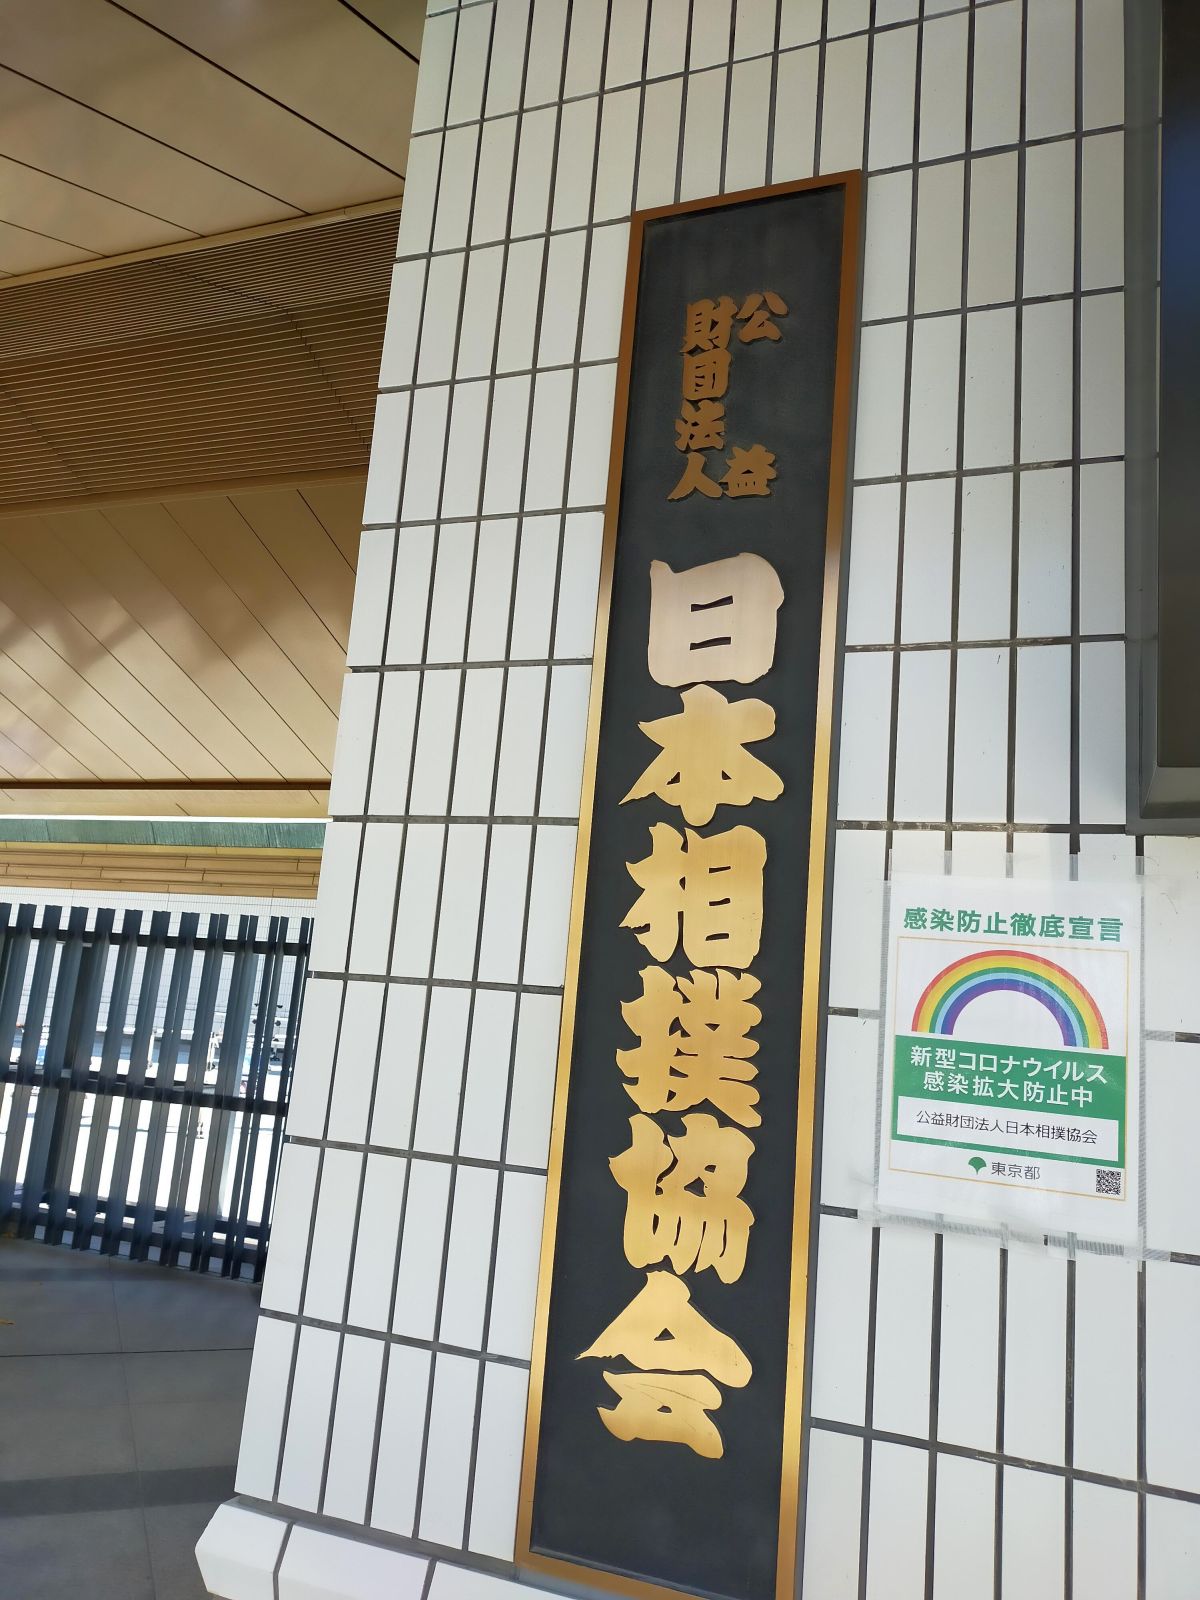 公益
財団法人
日本相撲協会
感染防止徹底宣言
新型コロナウイルス
感染拡大防止中
公益財団法人日本相撲協会
東京都